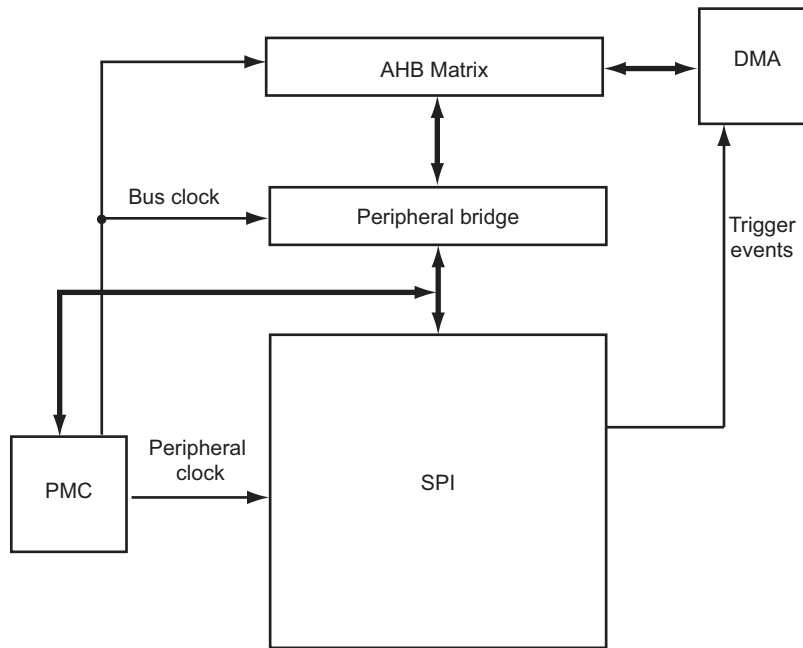 AHB Matrix
DMA
Bus clock
Peripheral bridge
Trigger
events
Peripheral
clock
PMC
SPI